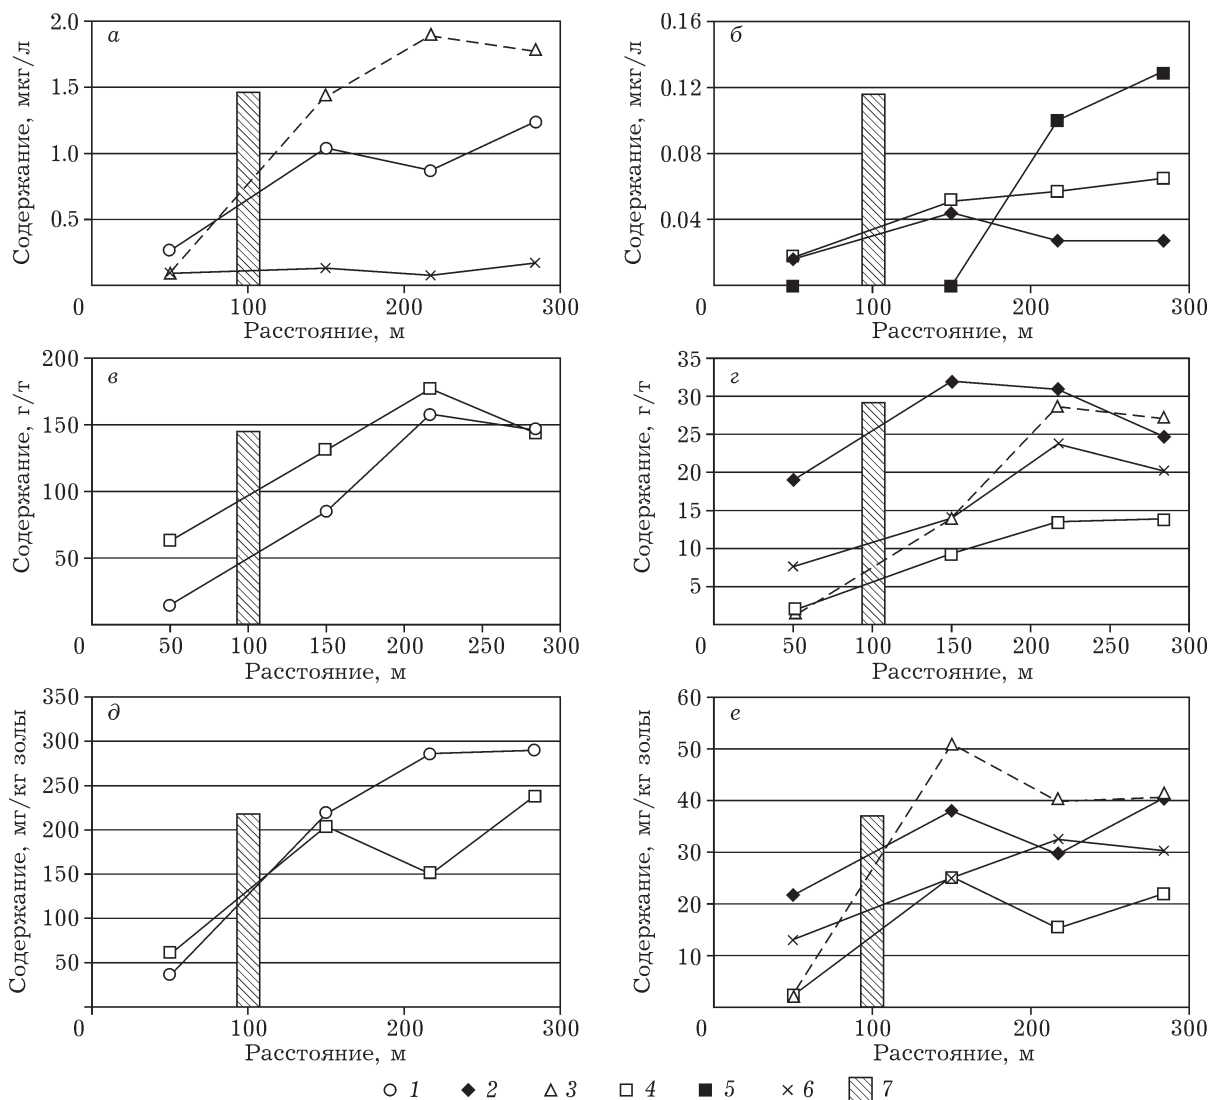 а
Содержание, мкг/л
2.0
1.5
1.0
0.5
0 100 200 300
Расстояние, м
б
Содержание, мкг/л
0.16
0.12
0.08
0.04
0 100 200 300
Расстояние, м
в
Содержание, г/т
200
150
100
50
0 50 100 150 200 250 300
Расстояние, м
г
Содержание, г/т
35
30
25
20
15
10
5
0 50 100 150 200 250 300
Расстояние, м
д
Содержание, мг/кг золы
350
300
250
200
150
100
50
0 100 200 300
Расстояние, м
е
Содержание, мг/кг золы
60
50
40
30
20
10
0 100 200 300
Расстояние, м
1 2 3 4 5 6 7